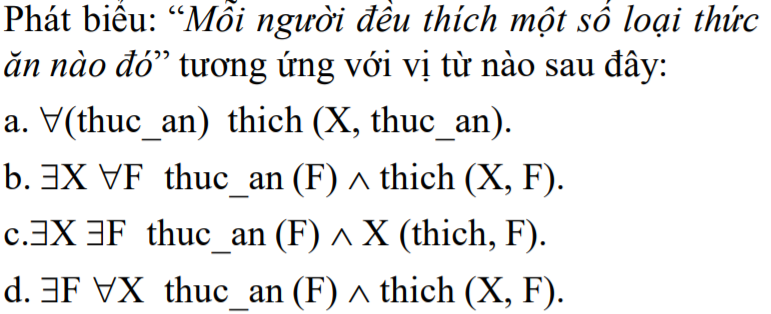 Phát biểu: “Mỗi người đều thích một số loại thức
ăn nào đó” tương ứng với vị từ nào sau đây:
a. ∀(thuc_an) thich (X, thuc_an).
b. ∃X ∀F thuc_an (F) ∧ thich (X, F).
c.∃X ∃F thuc_an (F) ∧ X (thich, F).
d. ∃F ∀X thuc_an (F) ∧ thich (X, F).